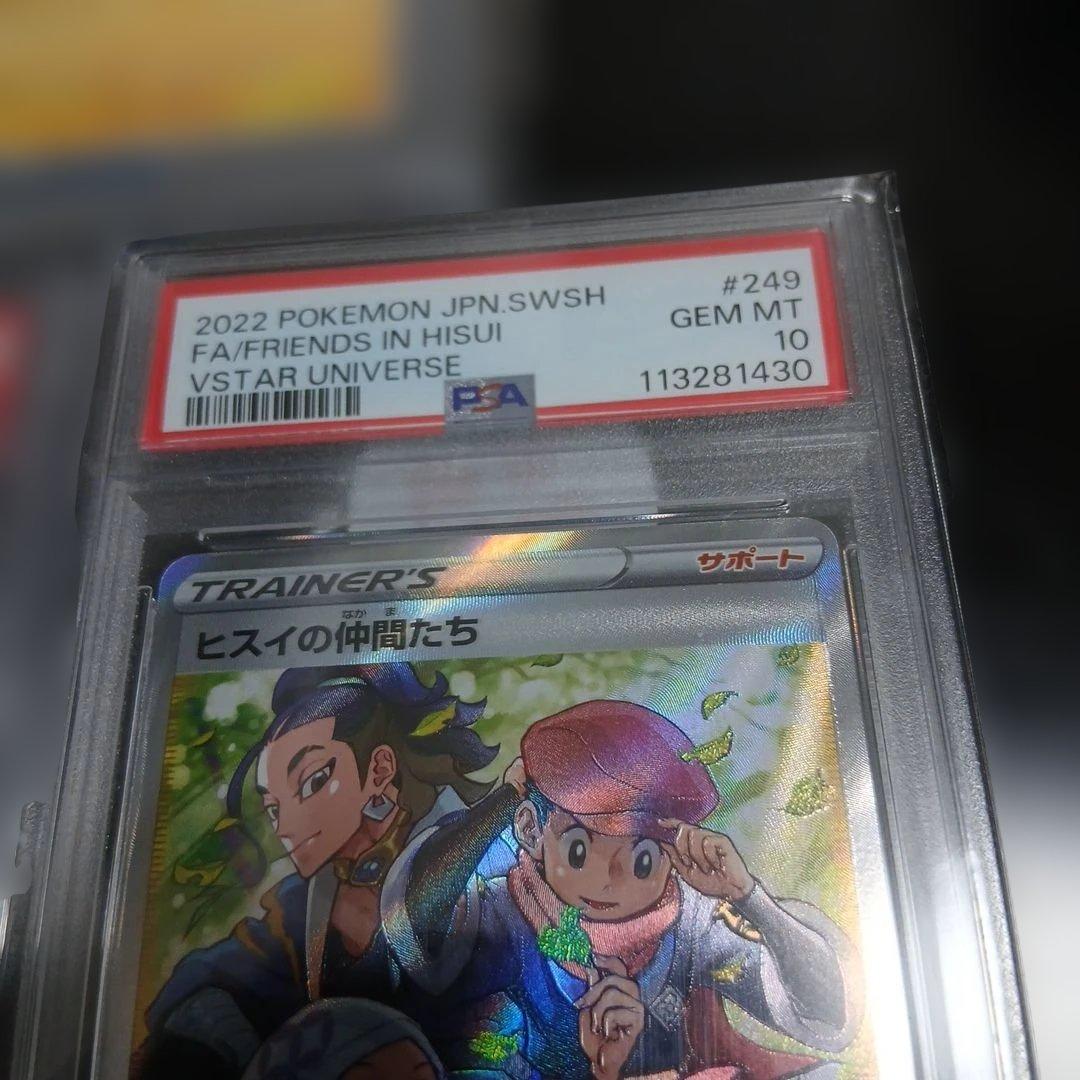 2022 POKEMON JPN.SWSH #249
FA/FRIENDS IN HISUI GEM MT
VSTAR UNIVERSE 10
113281430
PSA
TRAINER'S サポート
なかま
ヒスイの仲間たち